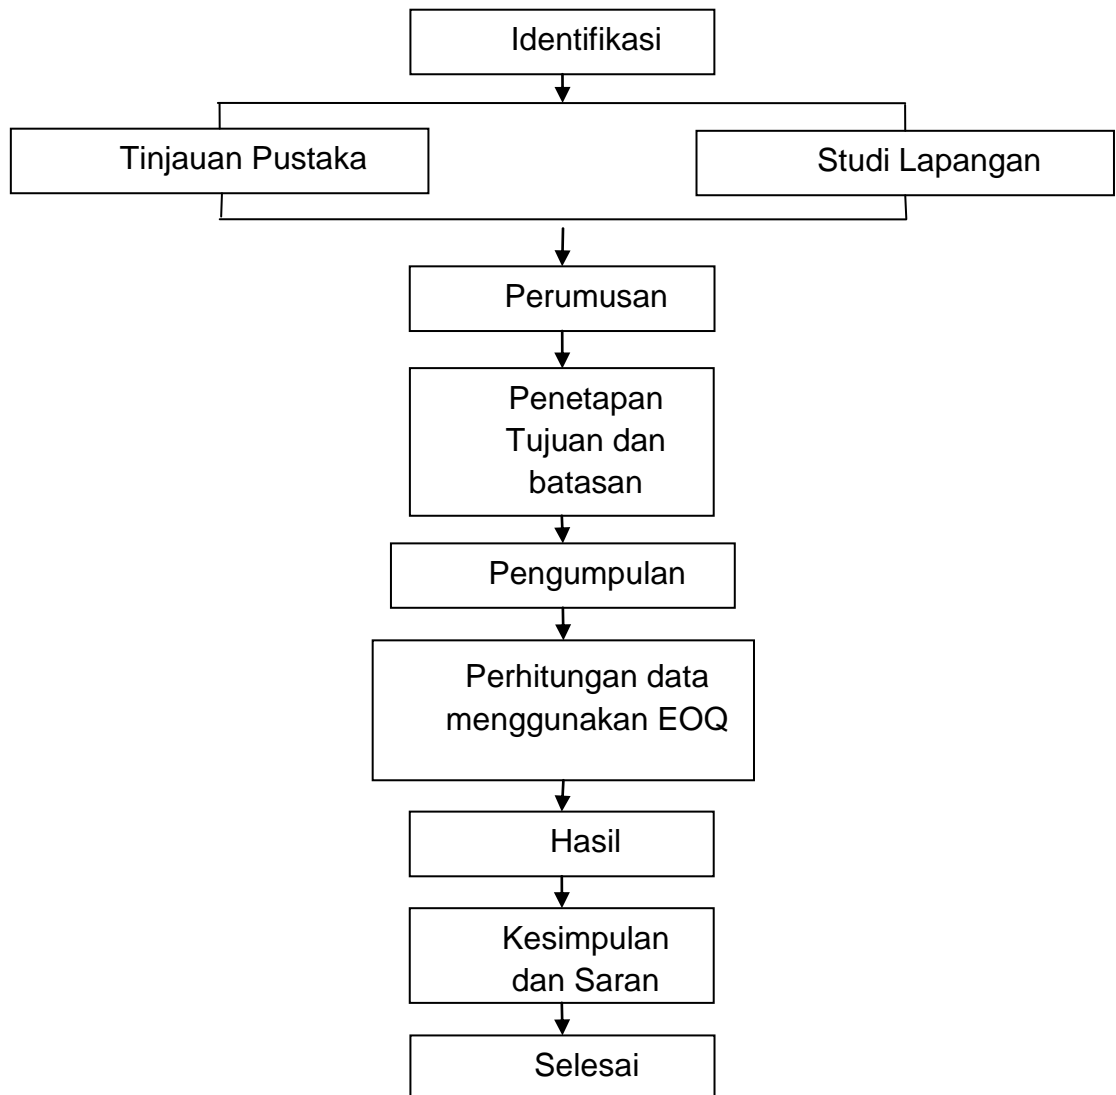 Identifikasi
Tinjauan Pustaka
Studi Lapangan
Perumusan
Penetapan
Tujuan dan
batasan
Pengumpulan
Perhitungan data
menggunakan EOQ
Hasil
Kesimpulan
dan Saran
Selesai